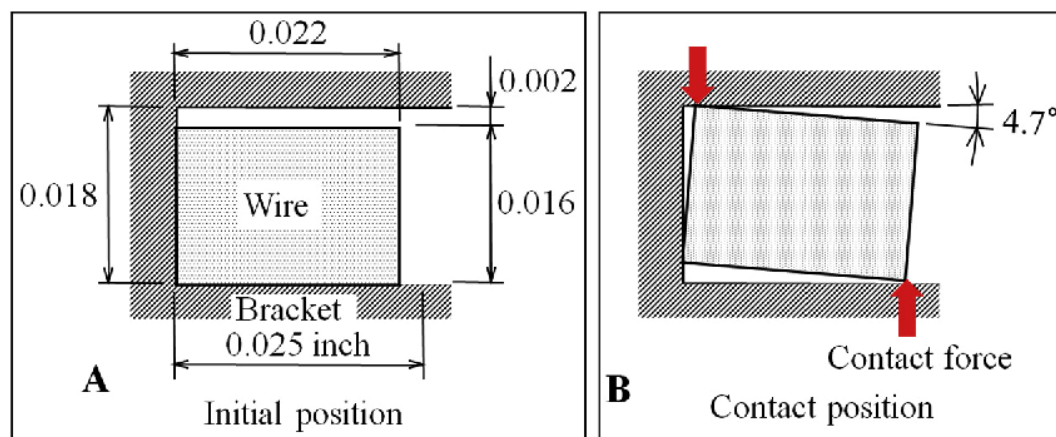 0.022
0.002
0.018
Wire
0.016
Bracket
0.025 inch
A
Initial position
4.7°
Contact force
B
Contact position